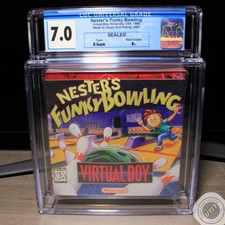 CGC UNIVERSAL GRADE
7.0
Nester's Funky Bowling
Virtual Boy, Nintendo, USA, 1996
SEALED
NESTER'S
FUNKY BOWLING
VIRTUAL BOY
Nintendo